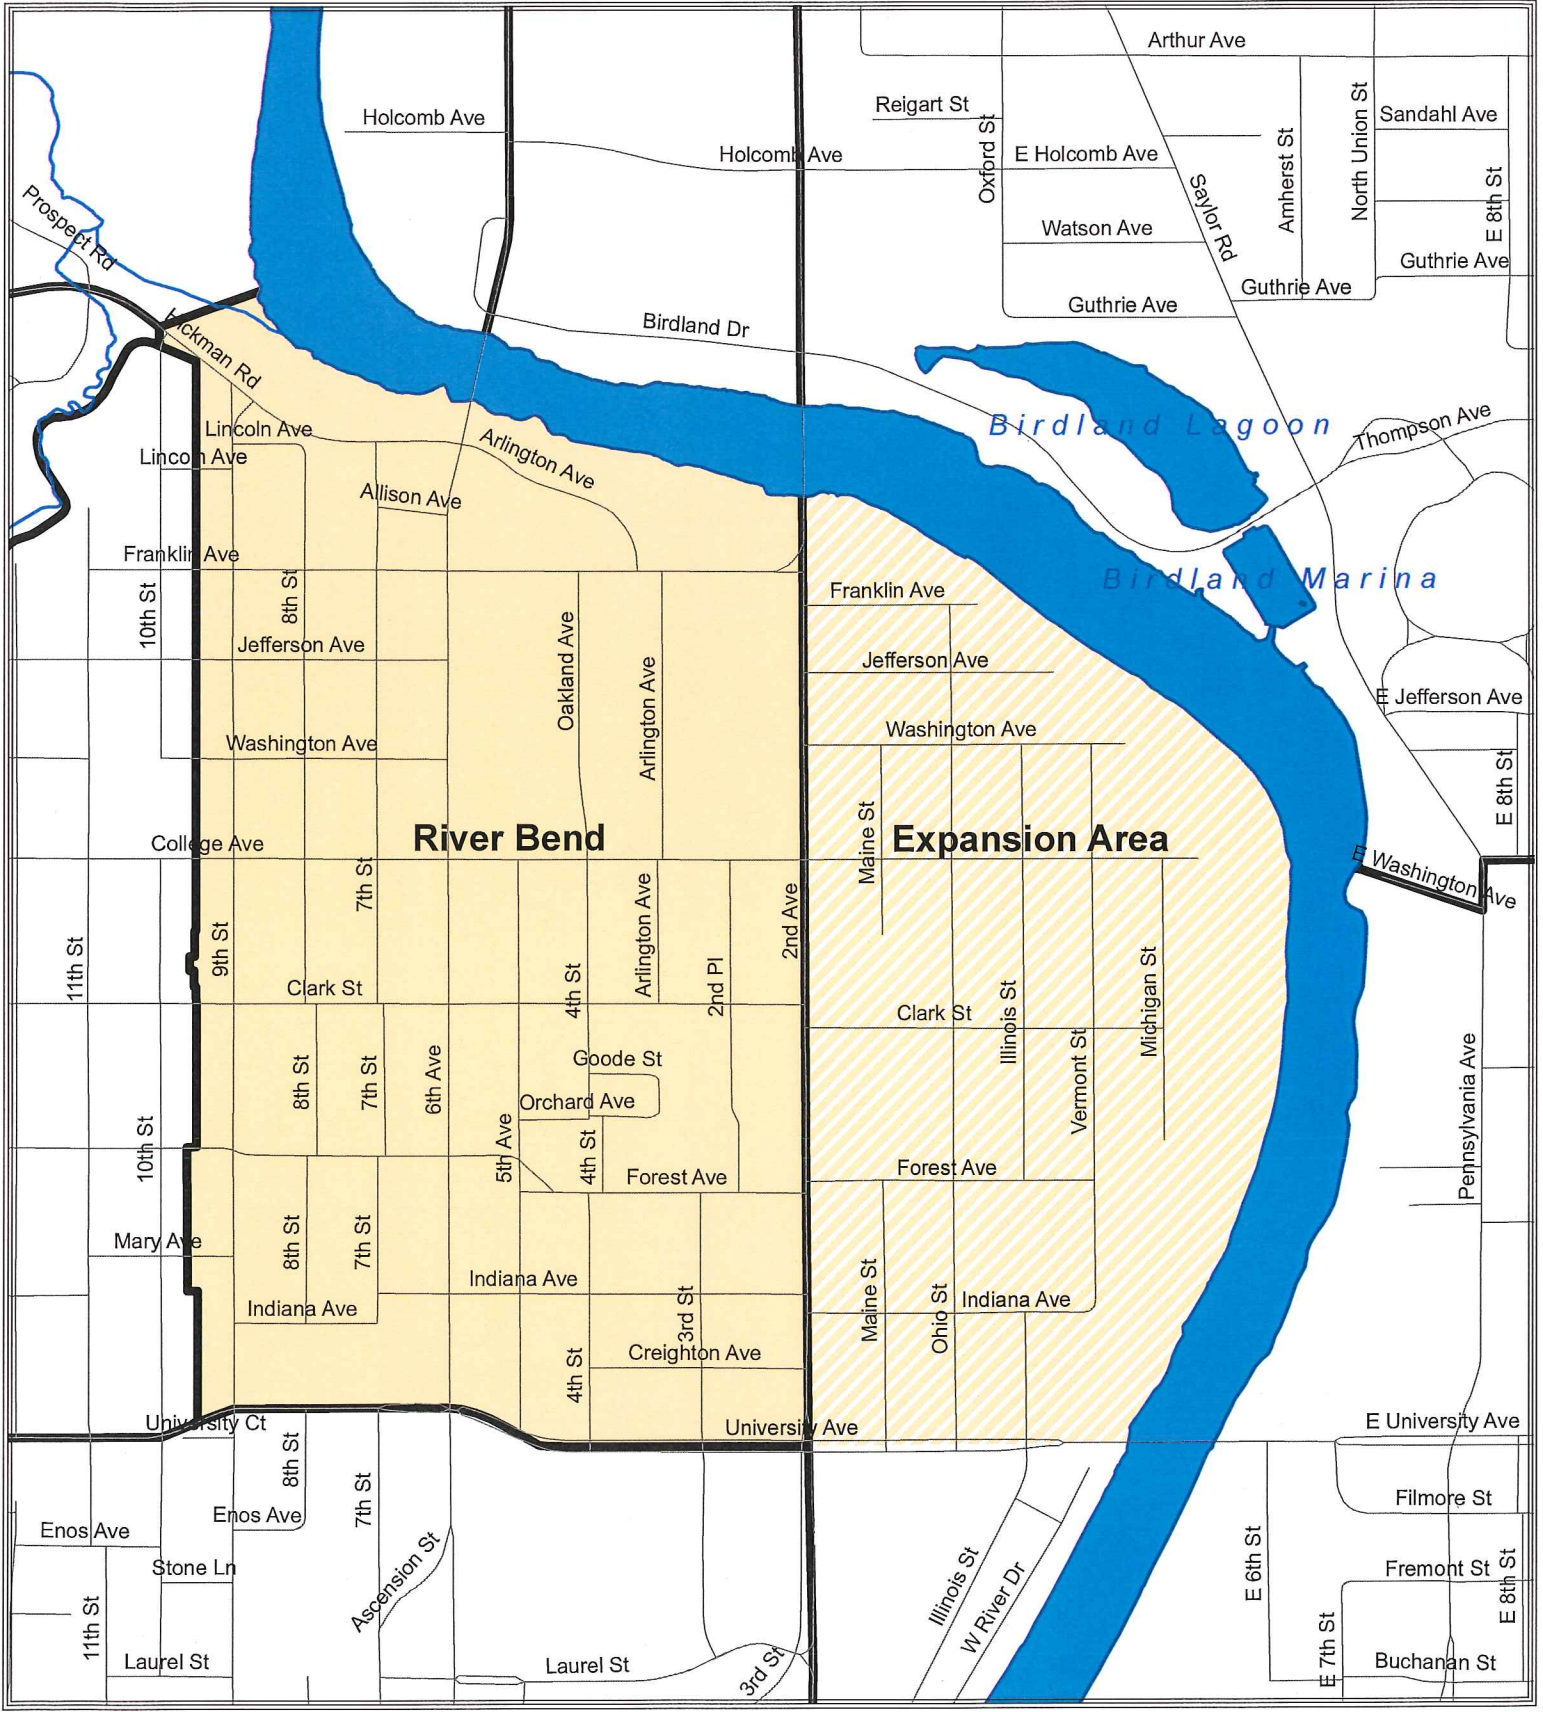 Arthur Ave
Reigart St
Sandahl Ave
Holcomb Ave
Holcomb Ave
E Holcomb Ave
Oxford St
Amherst St
North Union St
E 8th St
Saylor Rd
Prospect Rd
Watson Ave
Guthrie Ave
Guthrie Ave
Guthrie Ave
Hickman Rd
Birdland Dr
Birdland Lagoon
Thompson Ave
Lincoln Ave
Lincoln Ave
Arlington Ave
Allison Ave
Franklin Ave
Birdland Marina
Franklin Ave
10th St
8th St
Jefferson Ave
Oakland Ave
Arlington Ave
Jefferson Ave
E Jefferson Ave
Washington Ave
Washington Ave
E 8th St
River Bend
Expansion Area
College Ave
Maine St
7th St
E Washington Ave
11th St
9th St
4th St
Arlington Ave
2nd Pl
2nd Ave
Clark St
Clark St
Illinois St
Michigan St
Vermont St
Goode St
Orchard Ave
8th St
7th St
6th Ave
Pennsylvania Ave
10th St
5th Ave
4th St
Forest Ave
Forest Ave
Mary Ave
8th St
7th St
Indiana Ave
Indiana Ave
3rd St
Maine St
Ohio St
Indiana Ave
4th St
Creighton Ave
University Ct
University Ave
E University Ave
8th St
7th St
Enos Ave
Enos Ave
Filmore St
Stone Ln
Ascension St
Illinois St
W River Dr
E 6th St
Fremont St
E 8th St
11th St
Laurel St
Laurel St
3rd St
E 7th St
Buchanan St